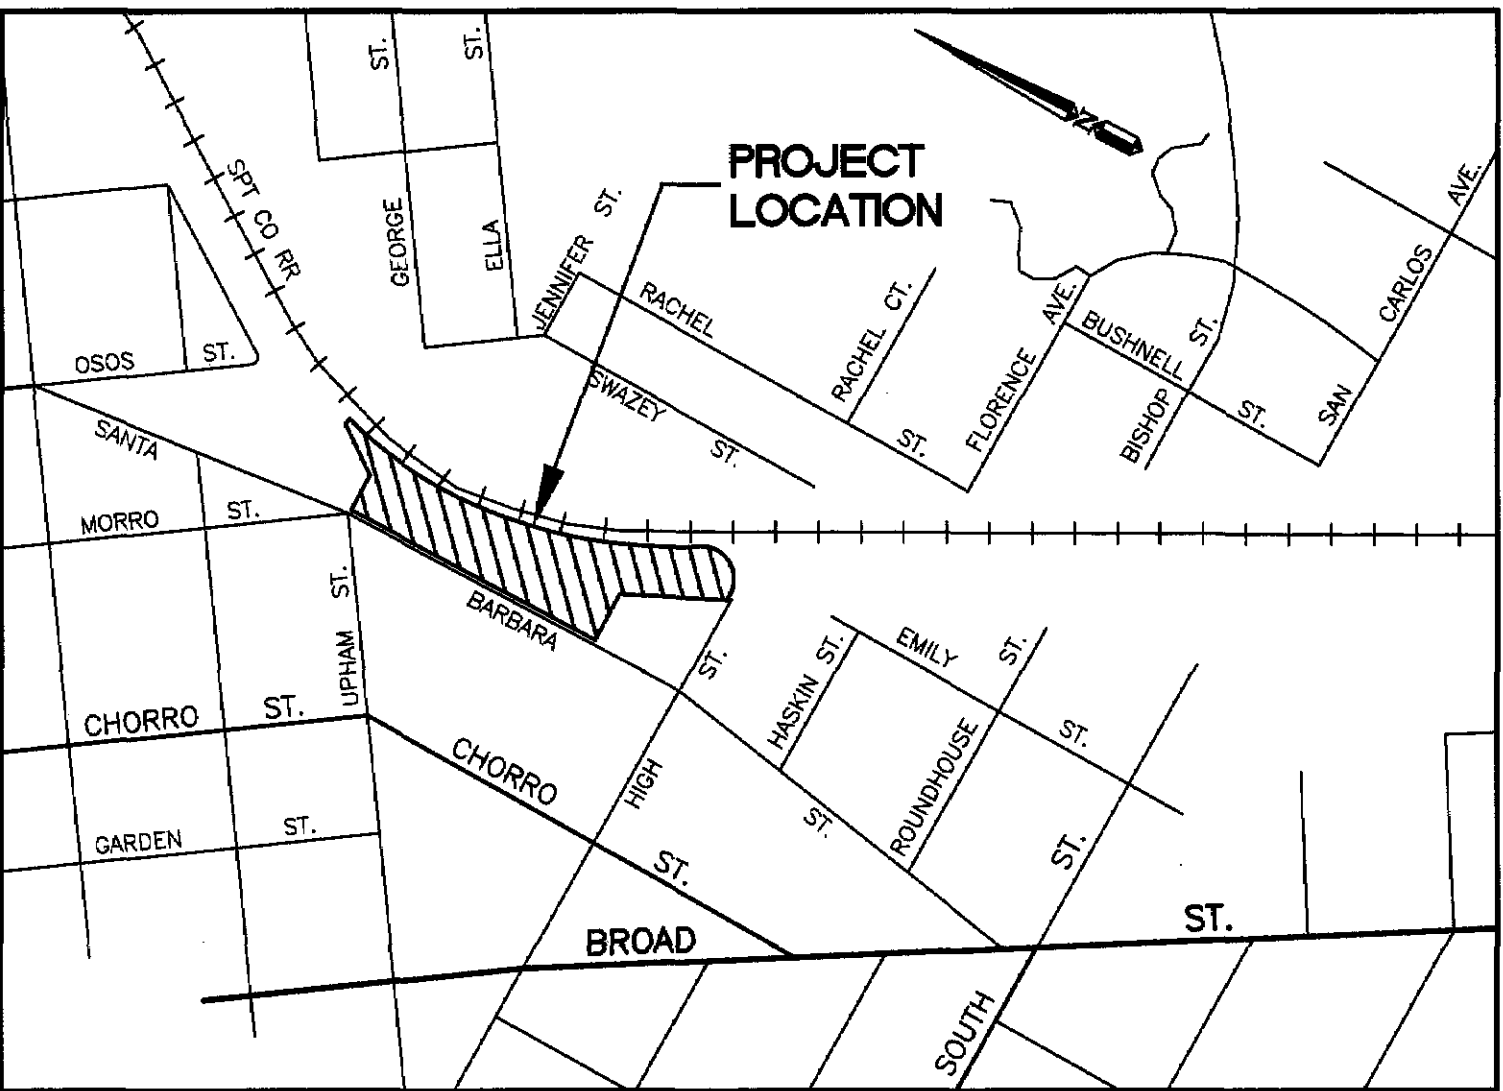 ST.
ST.
PROJECT
LOCATION
N
SPT CO RR
GEORGE
ELLA
JENNIFER ST.
RACHEL
ST.
RACHEL CT.
FLORENCE AVE.
BUSHNELL
ST.
BISHOP ST.
SAN CARLOS AVE.
OSOS ST.
SWAZEY
ST.
SANTA
BARBARA
ST.
MORRO ST.
UPHAM ST.
HIGH ST.
HASKIN ST.
EMILY
ST.
ROUNDHOUSE ST.
CHORRO ST.
CHORRO
ST.
GARDEN ST.
BROAD ST.
SOUTH ST.